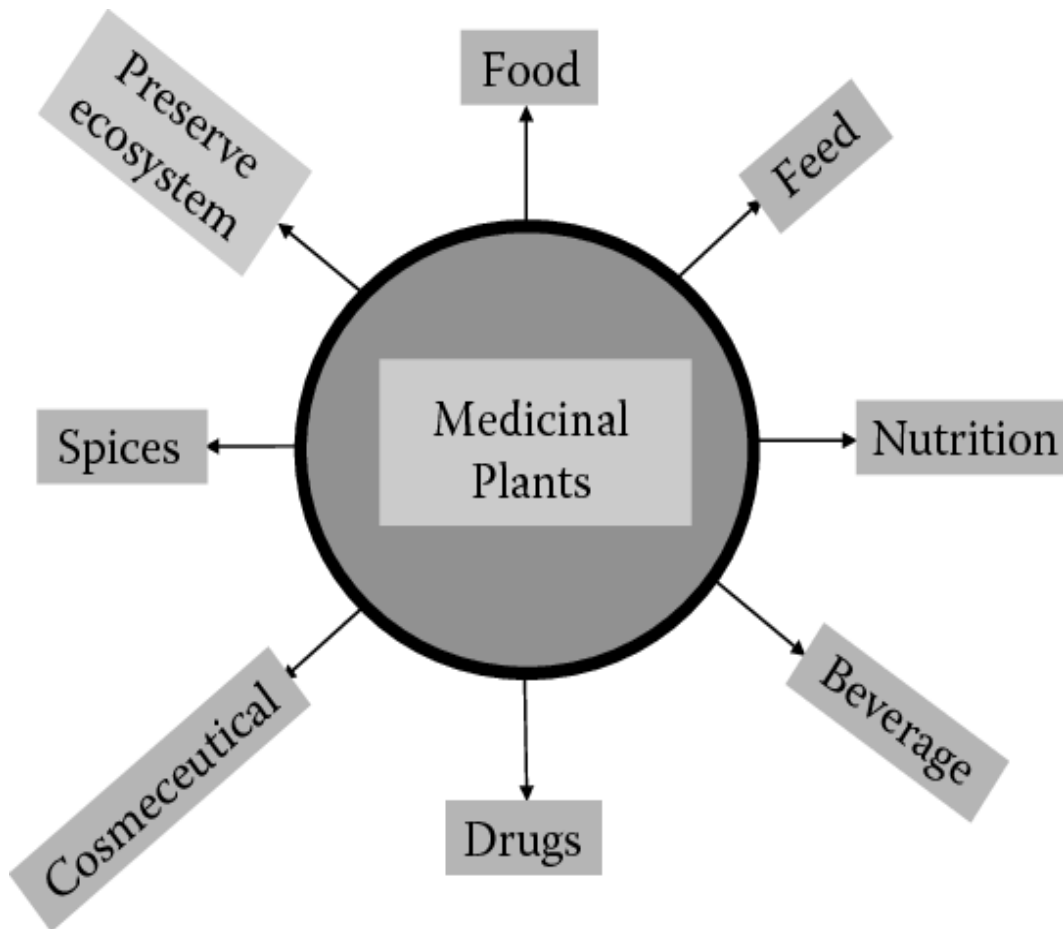 Food
Preserve
ecosystem
Feed
Medicinal
Plants
Spices
Nutrition
Cosmeceutical
Beverage
Drugs